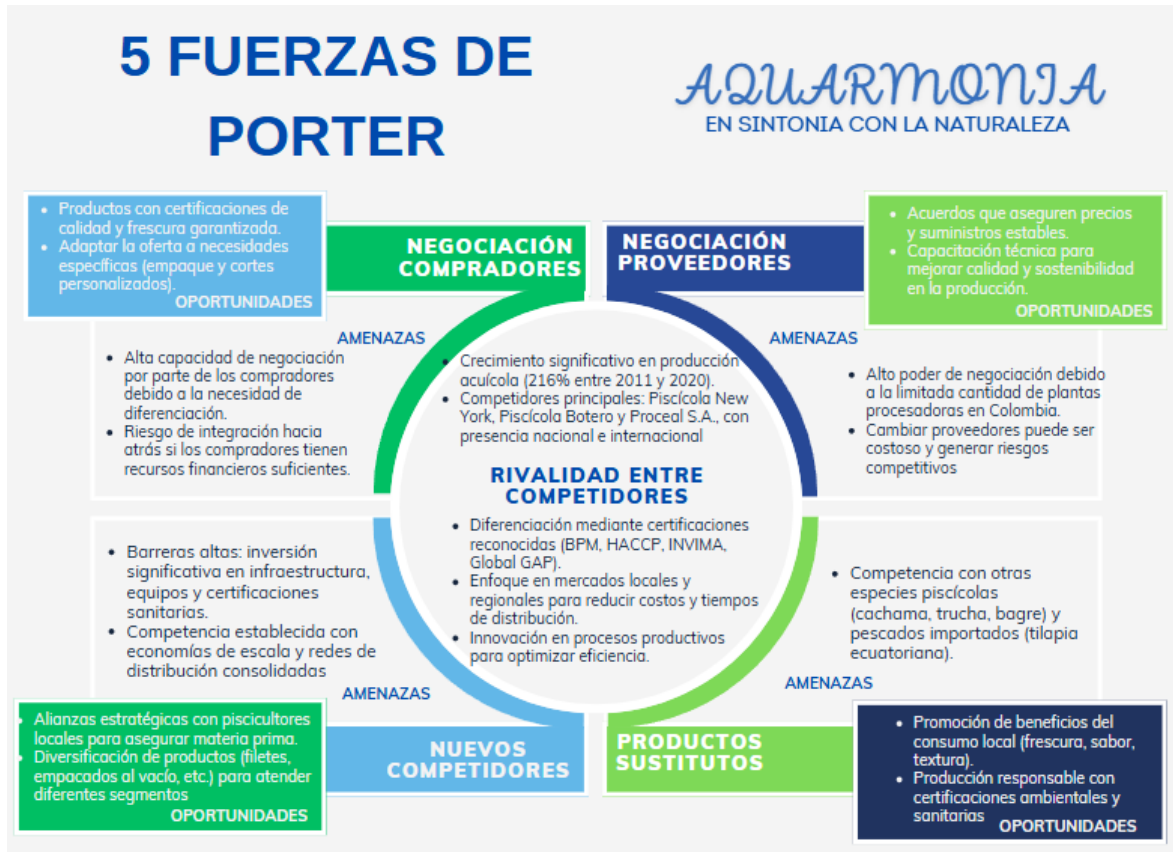 5 FUERZAS DE
PORTER
AQUARMONIA
EN SINTONIA CON LA NATURALEZA
• Productos con certificaciones de
calidad y frescura garantizada.
• Adaptar la oferta a necesidades
específicas (empaque y cortes
personalizados).
OPORTUNIDADES
NEGOCIACIÓN
COMPRADORES
AMENAZAS
• Alta capacidad de negociación
por parte de los compradores
debido a la necesidad de
diferenciación.
• Riesgo de integración hacia
atrás si los compradores tienen
recursos financieros suficientes.
NEGOCIACIÓN
PROVEEDORES
• Acuerdos que aseguren precios
y suministros estables.
• Capacitación técnica para
mejorar calidad y sostenibilidad
en la producción.
OPORTUNIDADES
AMENAZAS
• Alto poder de negociación debido
a la limitada cantidad de plantas
procesadoras en Colombia.
• Cambiar proveedores puede ser
costoso y generar riesgos
competitivos
• Crecimiento significativo en producción
acuícola (216% entre 2011 y 2020).
• Competidores principales: Piscícola New
York, Piscícola Botero y Proceal S.A., con
presencia nacional e internacional
RIVALIDAD ENTRE
COMPETIDORES
• Diferenciación mediante certificaciones
reconocidas (BPM, HACCP, INVIMA,
Global GAP).
• Enfoque en mercados locales y
regionales para reducir costos y tiempos
de distribución.
• Innovación en procesos productivos
para optimizar eficiencia.
• Barreras altas: inversión
significativa en infraestructura,
equipos y certificaciones
sanitarias.
• Competencia establecida con
economías de escala y redes de
distribución consolidadas
AMENAZAS
• Alianzas estratégicas con piscicultores
locales para asegurar materia prima.
• Diversificación de productos (filetes,
empacados al vacío, etc.) para atender
diferentes segmentos
OPORTUNIDADES
NUEVOS
COMPETIDORES
• Competencia con otras
especies piscícolas
(cachama, trucha, bagre) y
pescados importados (tilapia
ecuatoriana).
AMENAZAS
PRODUCTOS
SUSTITUTOS
• Promoción de beneficios del
consumo local (frescura, sabor,
textura).
• Producción responsable con
certificaciones ambientales y
sanitarias
OPORTUNIDADES